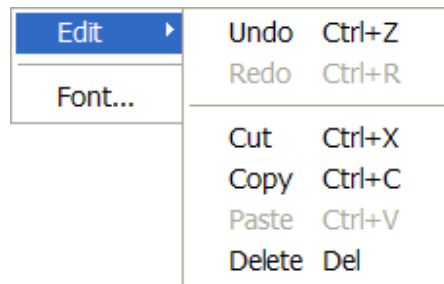 Edit
Font...
Undo Ctrl+Z
Redo Ctrl+R
Cut Ctrl+X
Copy Ctrl+C
Paste Ctrl+V
Delete Del